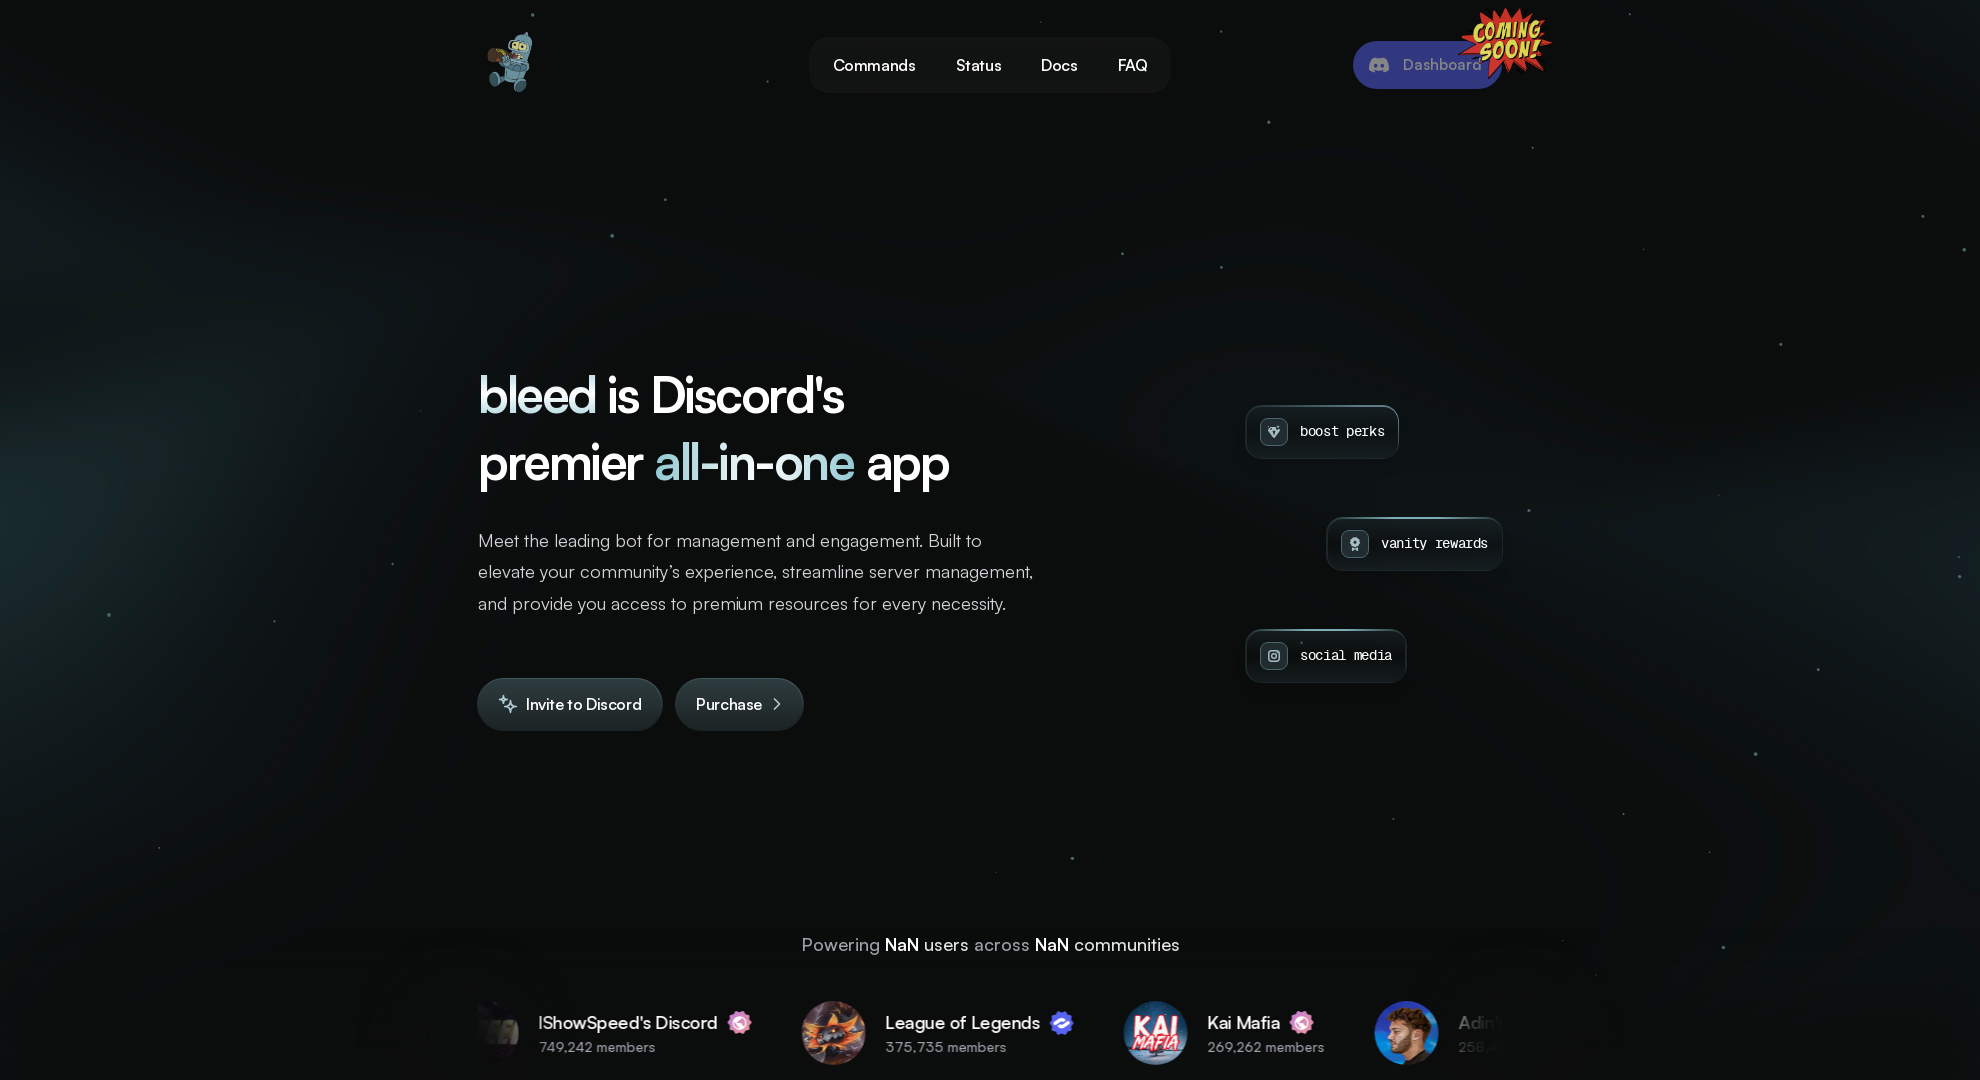 Commands Status Docs FAQ
Dashboard
COMING
SOON!
bleed is Discord's
premier all-in-one app
Meet the leading bot for management and engagement. Built to
elevate your community’s experience, streamline server management,
and provide you access to premium resources for every necessity.
Invite to Discord
Purchase
boost perks
vanity rewards
social media
Powering NaN users across NaN communities
IShowSpeed's Discord
749,242 members
League of Legends
375,735 members
KAI
MAFIA
Kai Mafia
269,262 members